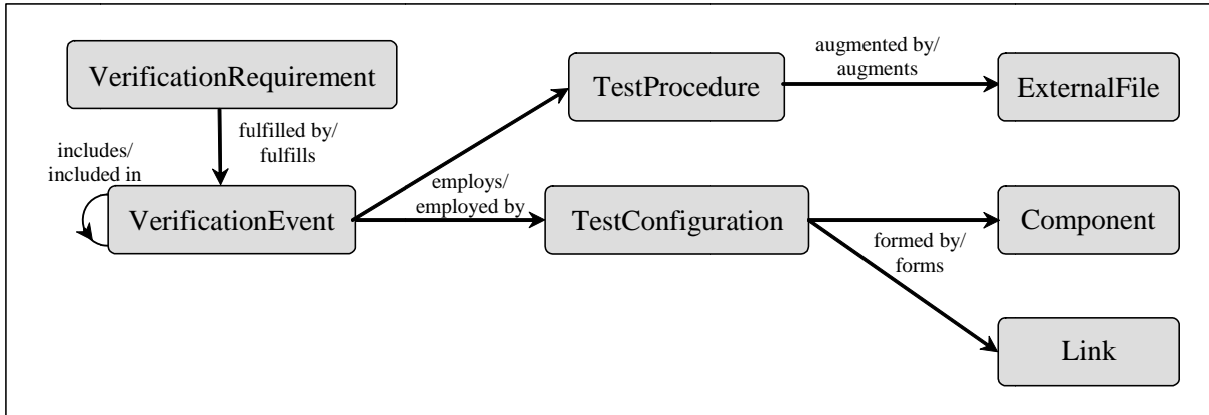 VerificationRequirement
fulfilled by/
fulfills
includes/
included in
VerificationEvent
employs/
employed by
TestProcedure
augmented by/
augments
ExternalFile
TestConfiguration
formed by/
forms
Component
Link